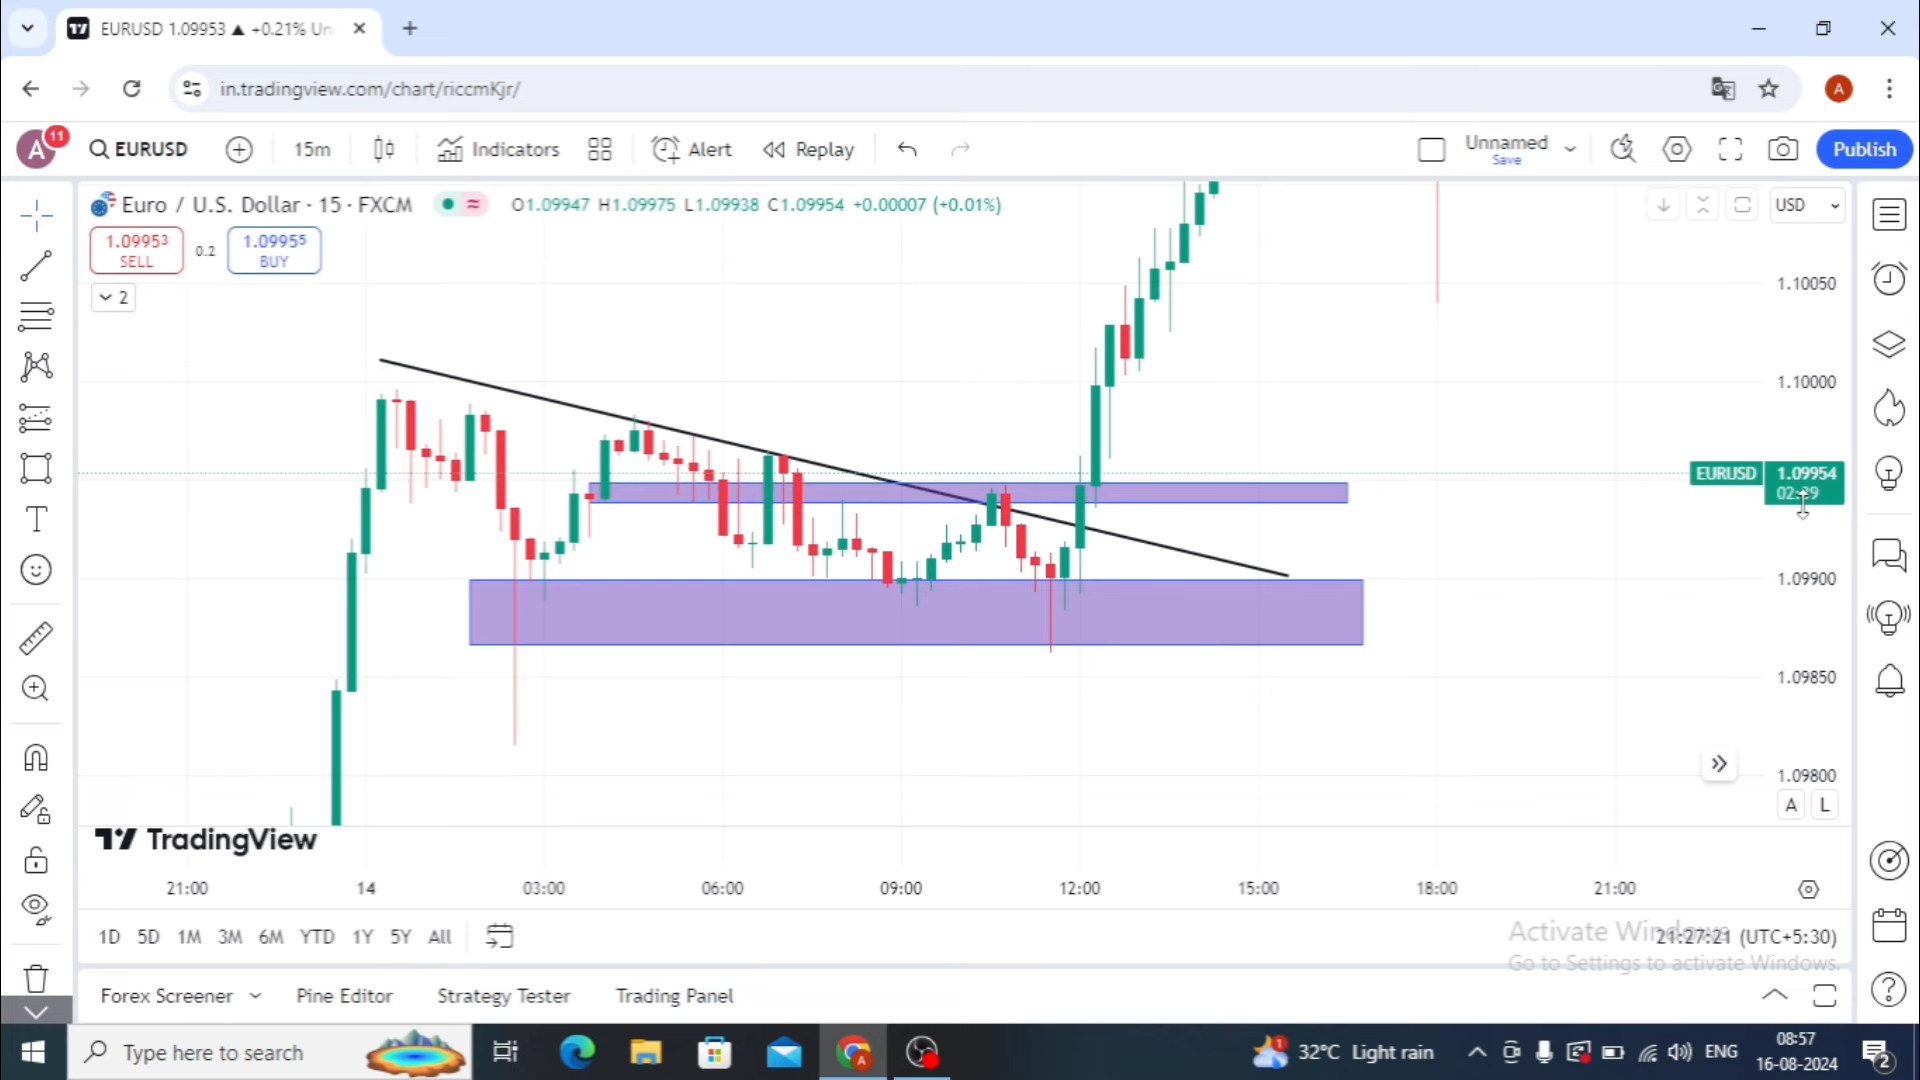 EURUSD 1.09953 ▲ +0.21% Un
in.tradingview.com/chart/riccmKjr/
A
A
11
EURUSD
15m
Indicators
Alert
Replay
Unnamed
Save
Publish
Euro / U.S. Dollar · 15 · FXCM
O1.09947 H1.09975 L1.09938 C1.09954 +0.00007 (+0.01%)
USD
1.09953
SELL
0.2
1.09955
BUY
2
1.10050
1.10000
EURUSD
1.09954
1.09900
1.09850
1.09800
A L
TradingView
21:00 14 03:00 06:00 09:00 12:00 15:00 18:00 21:00
1D 5D 1M 3M 6M YTD 1Y 5Y All
21:27:21 (UTC+5:30)
Activate Windows
Go to Settings to activate Windows.
Forex Screener
Pine Editor
Strategy Tester
Trading Panel
Type here to search
32°C Light rain
ENG
08:57
16-08-2024
2